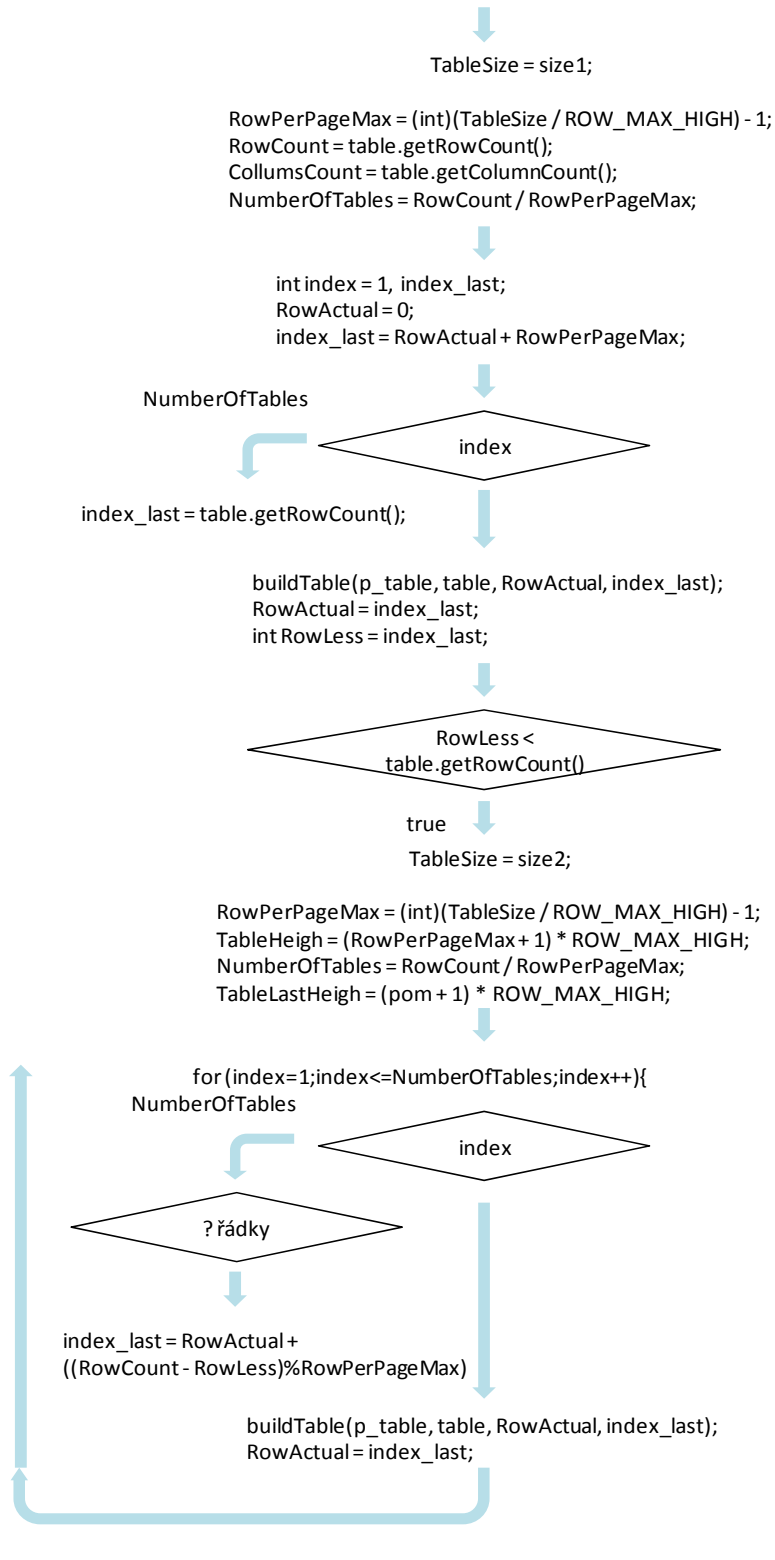 TableSize = size1;
RowPerPageMax = (int)(TableSize / ROW_MAX_HIGH) - 1;
RowCount = table.getRowCount();
CollumsCount = table.getColumnCount();
NumberOfTables = RowCount / RowPerPageMax;
int index = 1, index_last;
RowActual = 0;
index_last = RowActual + RowPerPageMax;
NumberOfTables
index
index_last = table.getRowCount();
buildTable(p_table, table, RowActual, index_last);
RowActual = index_last;
int RowLess = index_last;
RowLess <
table.getRowCount()
true
TableSize = size2;
RowPerPageMax = (int)(TableSize / ROW_MAX_HIGH) - 1;
TableHeigh = (RowPerPageMax + 1) * ROW_MAX_HIGH;
NumberOfTables = RowCount / RowPerPageMax;
TableLastHeigh = (pom + 1) * ROW_MAX_HIGH;
for (index=1;index<=NumberOfTables;index++){
NumberOfTables
index
? řádky
index_last = RowActual +
((RowCount - RowLess)%RowPerPageMax)
buildTable(p_table, table, RowActual, index_last);
RowActual = index_last;